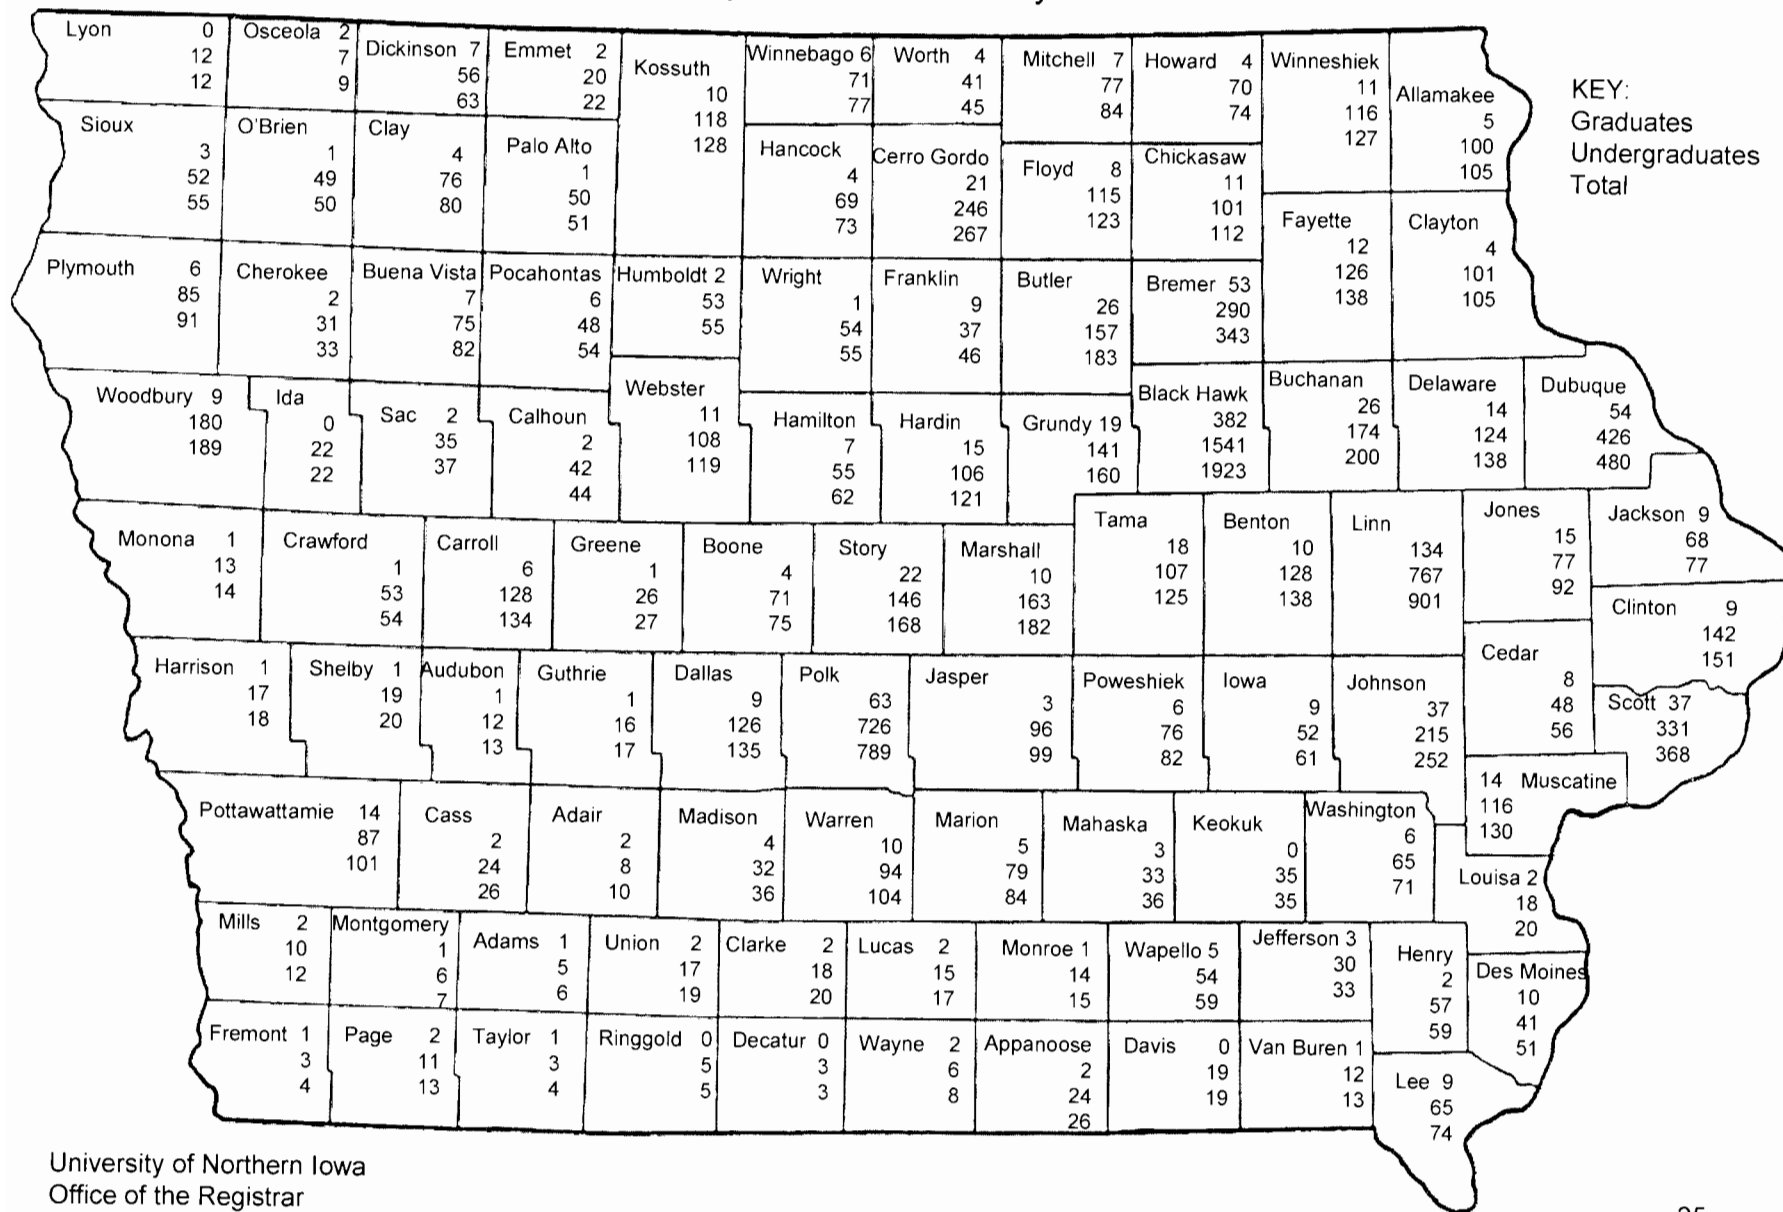 Lyon 0
12
12
Osceola 2
7
9
Dickinson 7
56
63
Emmet 2
20
22
Kossuth
10
118
128
Winnebago 6
71
77
Worth 4
41
45
Mitchell 7
77
84
Howard 4
70
74
Winneshiek
11
116
127
Allamakee
5
100
105
KEY:
Graduates
Undergraduates
Total
Sioux
3
52
55
O'Brien
1
49
50
Clay
4
76
80
Palo Alto
1
50
51
Hancock
4
69
73
Cerro Gordo
21
246
267
Floyd 8
115
123
Chickasaw
11
101
112
Fayette
12
126
138
Clayton
4
101
105
Plymouth 6
85
91
Cherokee
2
31
33
Buena Vista
7
75
82
Pocahontas
6
48
54
Humboldt 2
53
55
Wright
1
54
55
Franklin
9
37
46
Butler
26
157
183
Bremer 53
290
343
Woodbury 9
180
189
Ida
0
22
22
Sac 2
35
37
Calhoun
2
42
44
Webster
11
108
119
Hamilton
7
55
62
Hardin
15
106
121
Grundy 19
141
160
Black Hawk
382
1541
1923
Buchanan
26
174
200
Delaware
14
124
138
Dubuque
54
426
480
Monona 1
13
14
Crawford
1
53
54
Carroll
6
128
134
Greene
1
26
27
Boone
4
71
75
Story
22
146
168
Marshall
10
163
182
Tama
18
107
125
Benton
10
128
138
Linn
134
767
901
Jones
15
77
92
Jackson 9
68
77
Clinton 9
142
151
Harrison 1
17
18
Shelby 1
19
20
Audubon
1
12
13
Guthrie
1
16
17
Dallas
9
126
135
Polk
63
726
789
Jasper
3
96
99
Poweshiek
6
76
82
Iowa
9
52
61
Johnson
37
215
252
Cedar
8
48
56
Scott 37
331
368
14 Muscatine
116
130
Pottawattamie 14
87
101
Cass
2
24
26
Adair
2
8
10
Madison
4
32
36
Warren
10
94
104
Marion
5
79
84
Mahaska
3
33
36
Keokuk
0
35
35
Washington
6
65
71
Louisa 2
18
20
Mills 2
10
12
Montgomery
1
6
7
Adams 1
5
6
Union 2
17
19
Clarke 2
18
20
Lucas 2
15
17
Monroe 1
14
15
Wapello 5
54
59
Jefferson 3
30
33
Henry
2
57
59
Des Moines
10
41
51
Fremont 1
3
4
Page 2
11
13
Taylor 1
3
4
Ringgold 0
5
5
Decatur 0
3
3
Wayne 2
6
8
Appanoose
2
24
26
Davis 0
19
19
Van Buren 1
12
13
Lee 9
65
74
University of Northern Iowa
Office of the Registrar